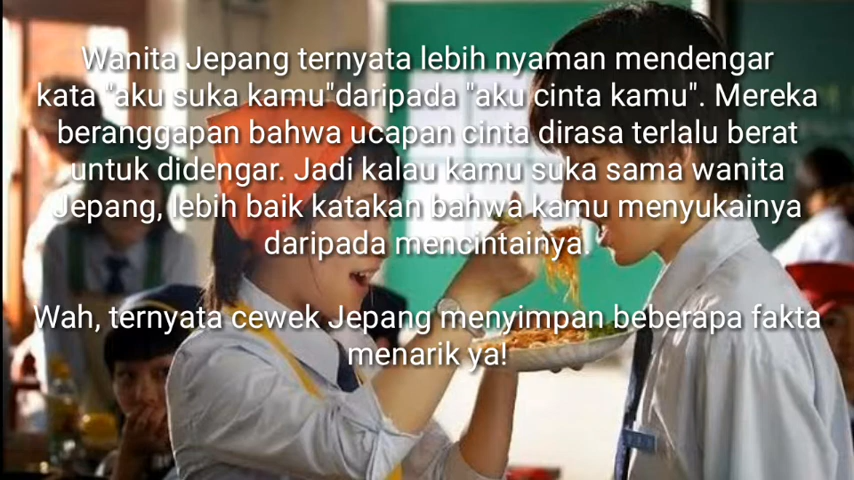 Wanita Jepang ternyata lebih nyaman mendengar
kata "aku suka kamu"daripada "aku cinta kamu". Mereka
beranggapan bahwa ucapan cinta dirasa terlalu berat
untuk didengar. Jadi kalau kamu suka sama wanita
Jepang, lebih baik katakan bahwa kamu menyukainya
daripada mencintainya.
Wah, ternyata cewek Jepang menyimpan beberapa fakta
menarik ya!